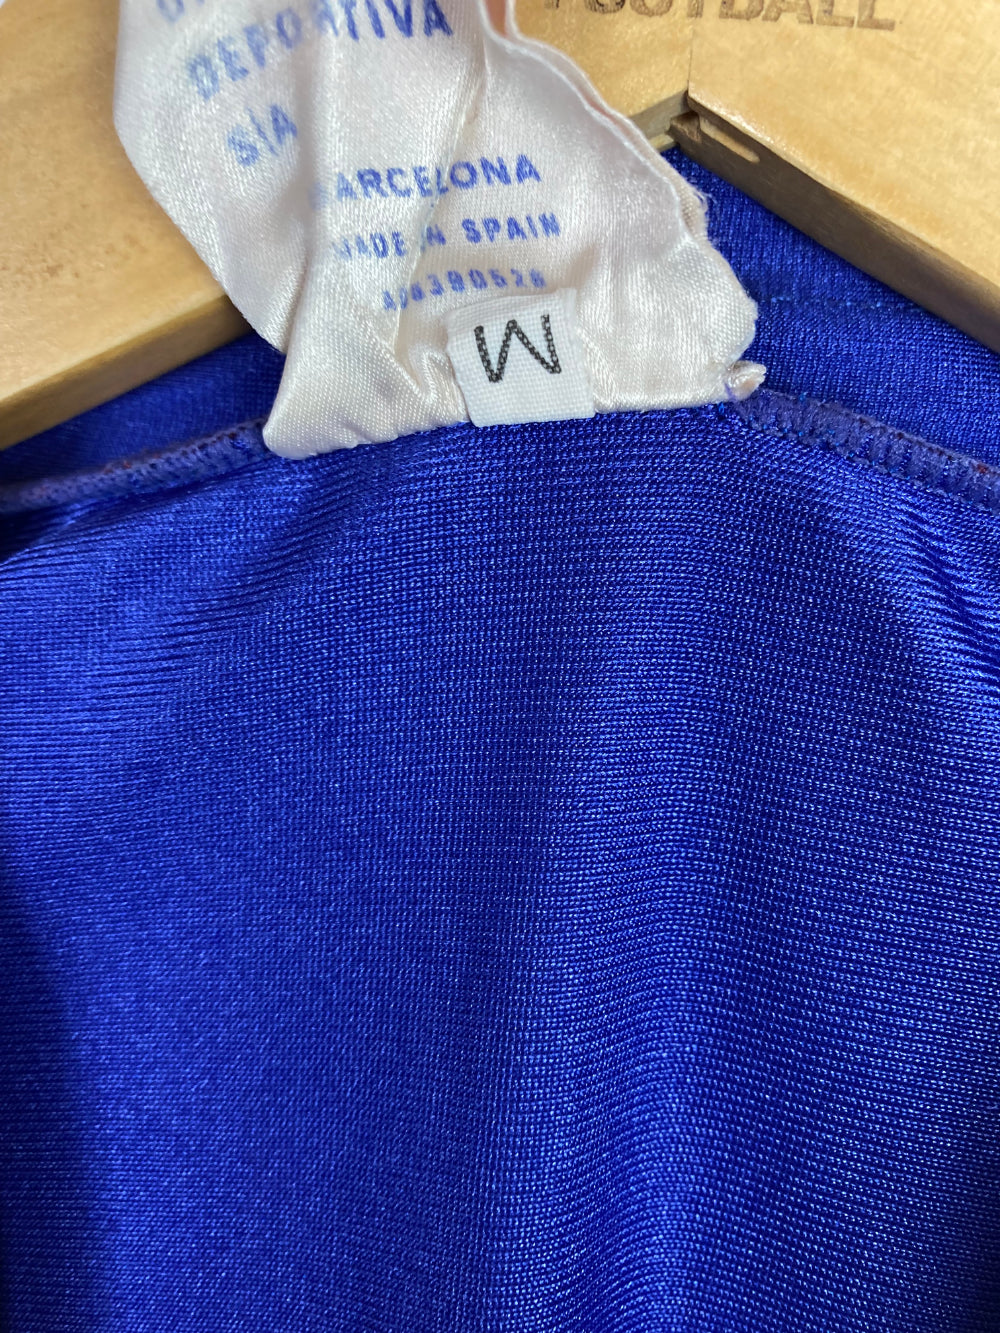 FOOTBALL
DEPORTIVA
S/A
BARCELONA
MADE IN SPAIN
M